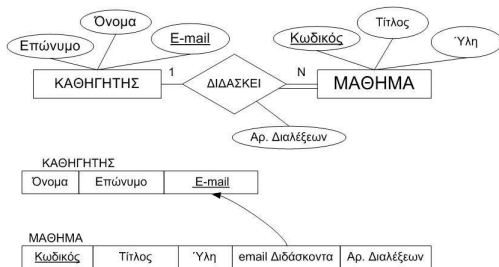 Όνομα
Τίτλος
Επώνυμο
E-mail
Κωδικός
Ύλη
ΚΑΘΗΓΗΤΗΣ
1
ΔΙΔΑΣΚΕΙ
N
ΜΑΘΗΜΑ
Αρ. Διαλέξεων
ΚΑΘΗΓΗΤΗΣ
Όνομα Επώνυμο E-mail
ΜΑΘΗΜΑ
Κωδικός Τίτλος Ύλη email Διδάσκοντα Αρ. Διαλέξεων